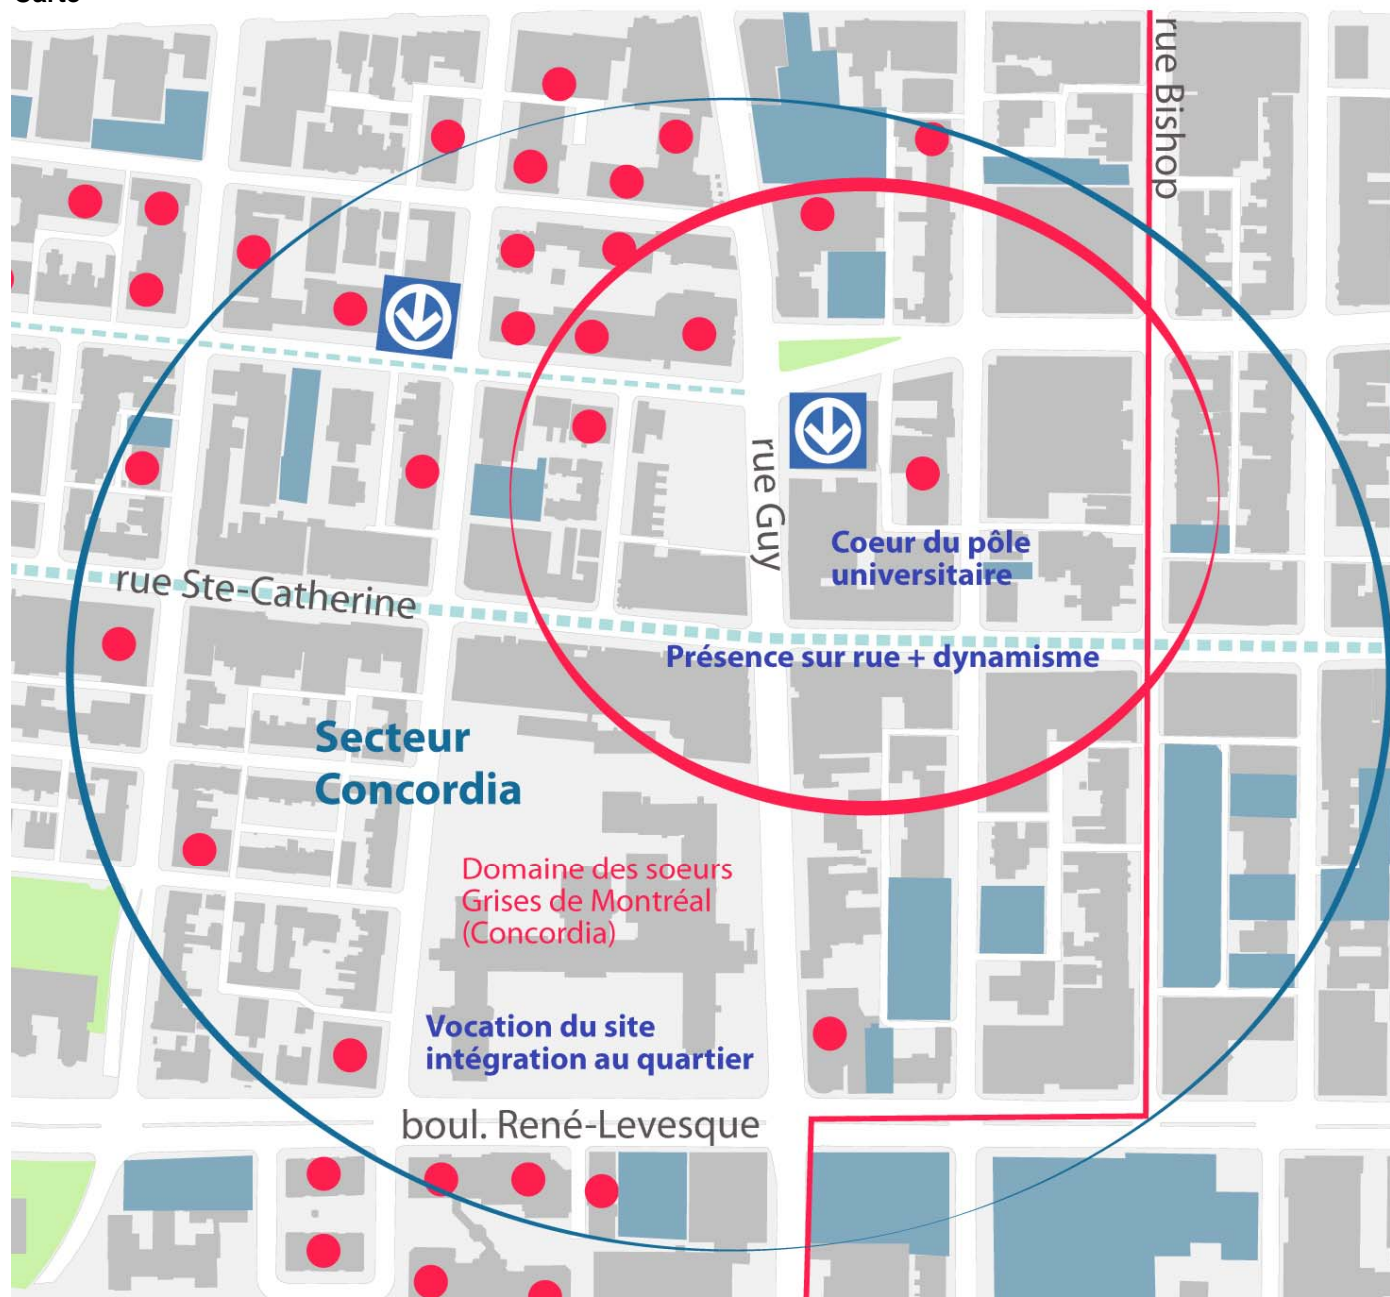 Carte
rue Bishop
rue Guy
Coeur du pôle
universitaire
rue Ste-Catherine
Présence sur rue + dynamisme
Secteur
Concordia
Domaine des soeurs
Grises de Montréal
(Concordia)
Vocation du site
intégration au quartier
boul. René-Levesque